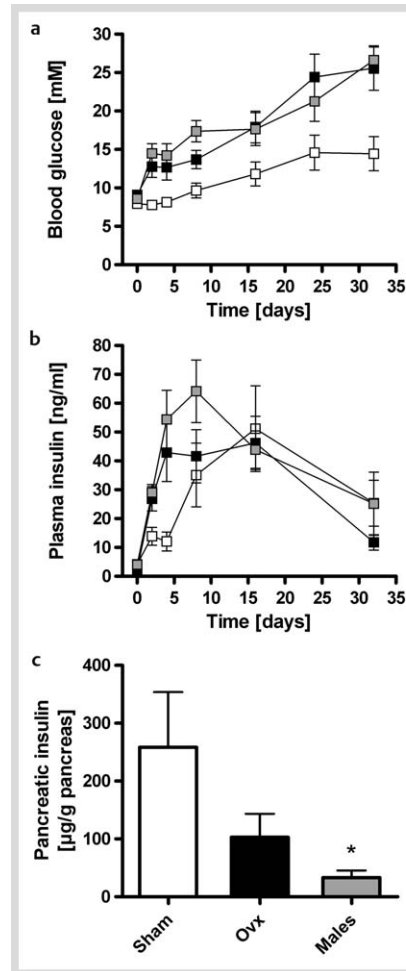 a
30
25
20
15
10
5
0
Blood glucose [mM]
0 5 10 15 20 25 30 35
Time [days]
b
80
70
60
50
40
30
20
10
0
Plasma insulin [ng/ml]
0 5 10 15 20 25 30 35
Time [days]
c
400
300
200
100
0
Pancreatic insulin
[µg/g pancreas]
*
Sham Ovx Males